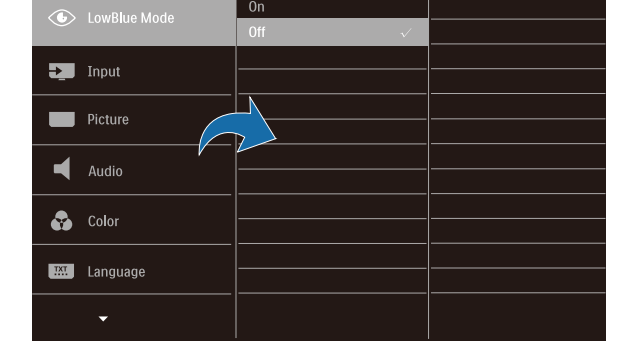 LowBlue Mode
On
Off
Input
Picture
Audio
Color
TXT
Language